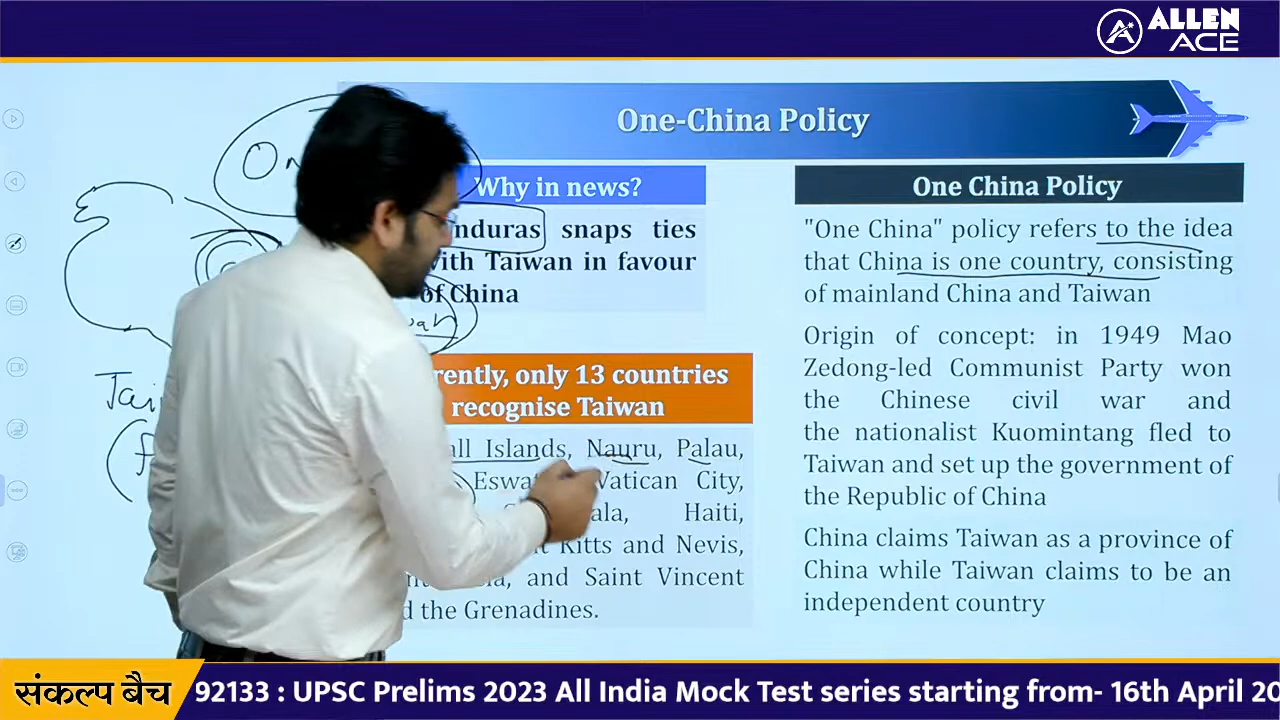 ALLEN
ACE
One-China Policy
Why in news?
nduras snaps ties
with Taiwan in favour
of China
rently, only 13 countries
recognise Taiwan
all Islands, Nauru, Palau,
Vatican City,
ala, Haiti,
Kitts and Nevis,
and Saint Vincent
d the Grenadines.
One China Policy
"One China" policy refers to the idea
that China is one country, consisting
of mainland China and Taiwan
Origin of concept: in 1949 Mao
Zedong-led Communist Party won
the Chinese civil war and
the nationalist Kuomintang fled to
Taiwan and set up the government of
the Republic of China
China claims Taiwan as a province of
China while Taiwan claims to be an
independent country
Tai
संकल्प बैच 92133 : UPSC Prelims 2023 All India Mock Test series starting from- 16th April 20